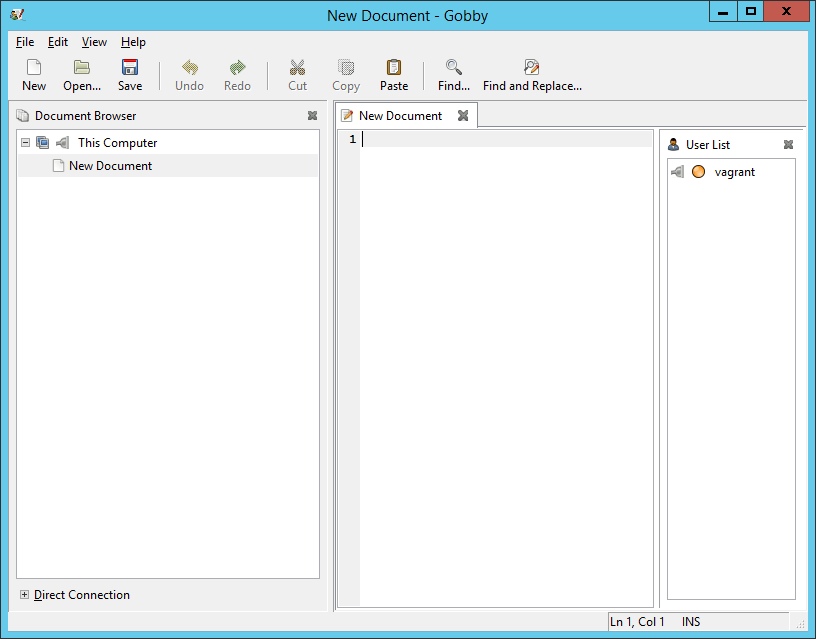 New Document - Gobby
File Edit View Help
New Open... Save Undo Redo Cut Copy Paste Find... Find and Replace...
Document Browser
This Computer
New Document
Direct Connection
New Document
1
User List
vagrant
Ln 1, Col 1 INS